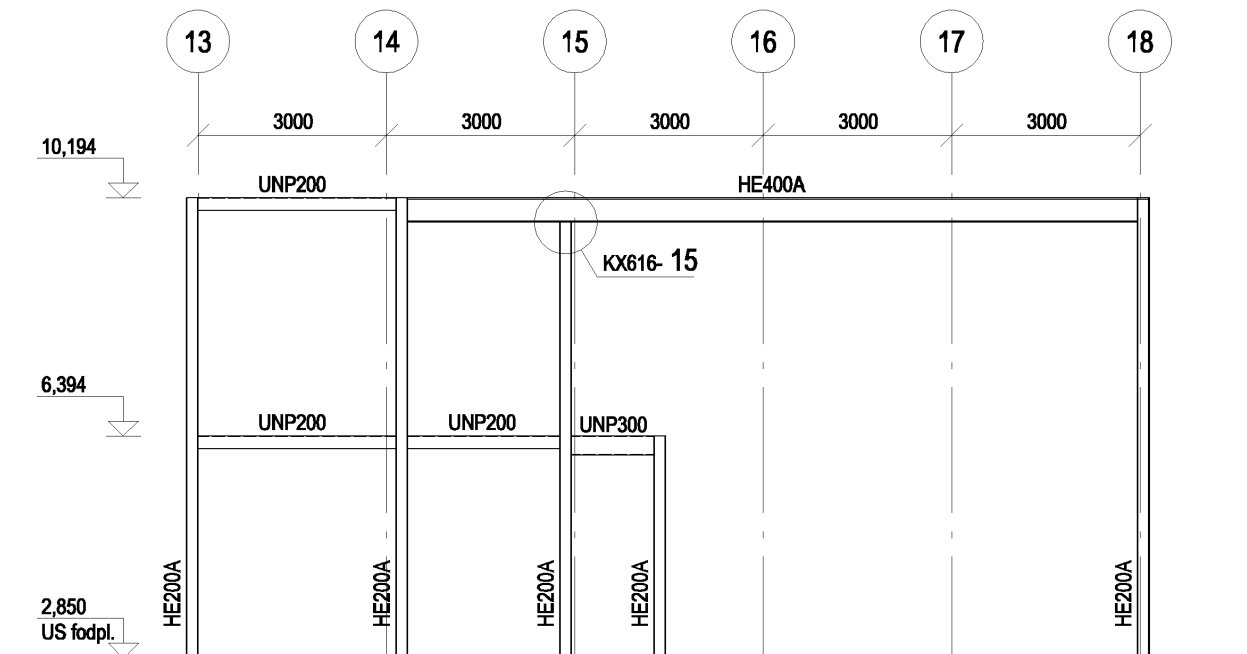 13 14 15 16 17 18
3000 3000 3000 3000 3000
10,194
UNP200 HE400A
KX616- 15
6,394
UNP200 UNP200 UNP300
HE200A HE200A HE200A HE200A HE200A
2,850
US fodpl.